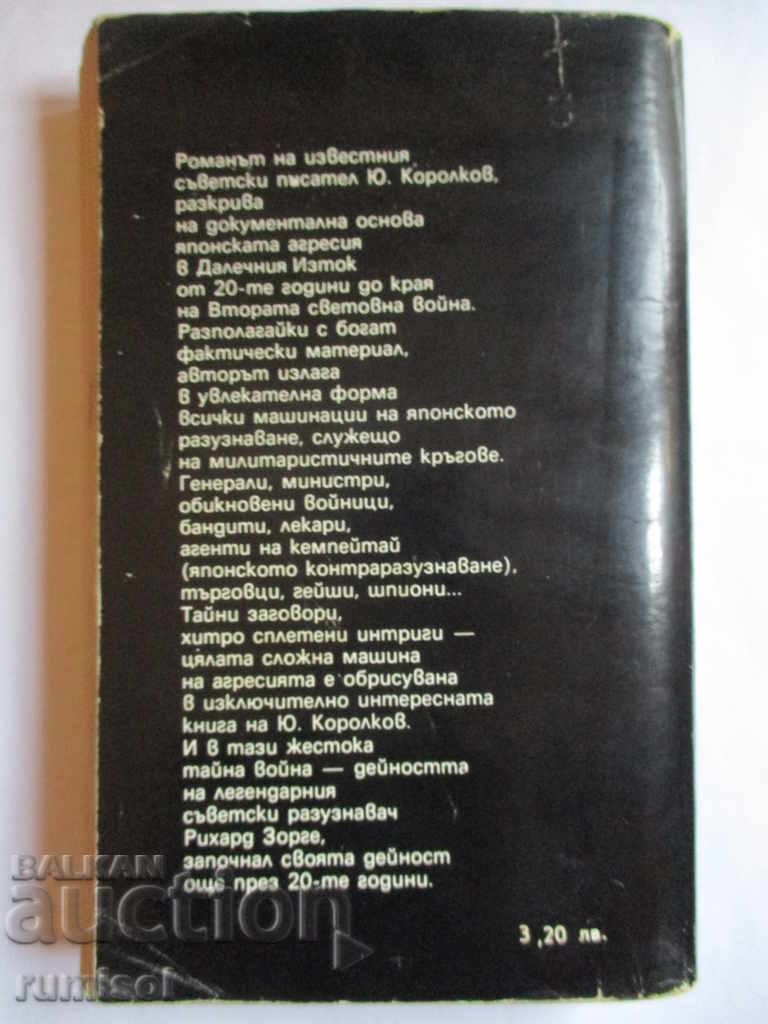 Романът на известния
съветски писател Ю. Королков,
разкрива
на документална основа
японската агресия
в Далечния Изток
от 20-те години до края
на Втората световна война.
Разполагайки с богат
фактически материал,
авторът излага
в увлекателна форма
всички машинации на японското
разузнаване, служещо
на милитаристичните кръгове.
Генерали, министри,
обикновени войници,
бандити, лекари,
агенти на кемпейтай
(японското контраразузнаване),
търговци, гейши, шпиони...
Тайни заговори,
хитро сплетени интриги —
цялата сложна машина
на агресията е обрисувана
в изключително интересната
книга на Ю. Королков.
И в тази жестока
тайна война — дейността
на легендарния
съветски разузнавач
Рихард Зорге,
започнал своята дейност
още през 20-те години.
3,20 лв.
BALKAN
auction
rumisol